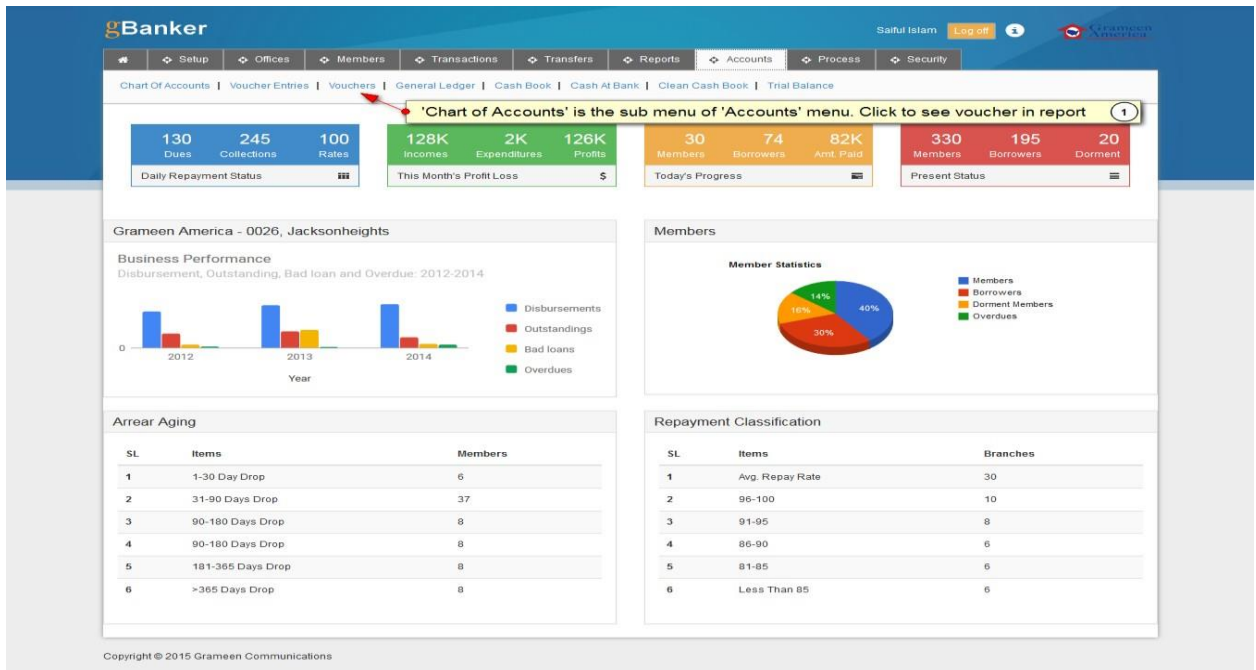 gBanker
Saiful Islam Log off i Grameen America
Setup Offices Members Transactions Transfers Reports Accounts Process Security
Chart Of Accounts | Voucher Entries | Vouchers | General Ledger | Cash Book | Cash At Bank | Clean Cash Book | Trial Balance
'Chart of Accounts' is the sub menu of 'Accounts' menu. Click to see voucher in report 1
130 245 100
Dues Collections Rates
Daily Repayment Status
128K 2K 126K
Incomes Expenditures Profits
This Month's Profit Loss $
30 74 82K
Members Borrowers Amt. Paid
Today's Progress
330 195 20
Members Borrowers Dorment
Present Status
Grameen America - 0026, Jacksonheights
Business Performance
Disbursement, Outstanding, Bad loan and Overdue: 2012-2014
Disbursements
Outstandings
Bad loans
Overdues
0
2012 2013 2014
Year
Members
Member Statistics
14%
40%
16%
30%
Members
Borrowers
Dorment Members
Overdues
Arrear Aging
SL Items Members
1 1-30 Day Drop 6
2 31-90 Days Drop 37
3 90-180 Days Drop 8
4 90-180 Days Drop 8
5 181-365 Days Drop 8
6 >365 Days Drop 8
Repayment Classification
SL Items Branches
1 Avg. Repay Rate 30
2 96-100 10
3 91-95 8
4 86-90 6
5 81-85 6
6 Less Than 85 6
Copyright © 2015 Grameen Communications